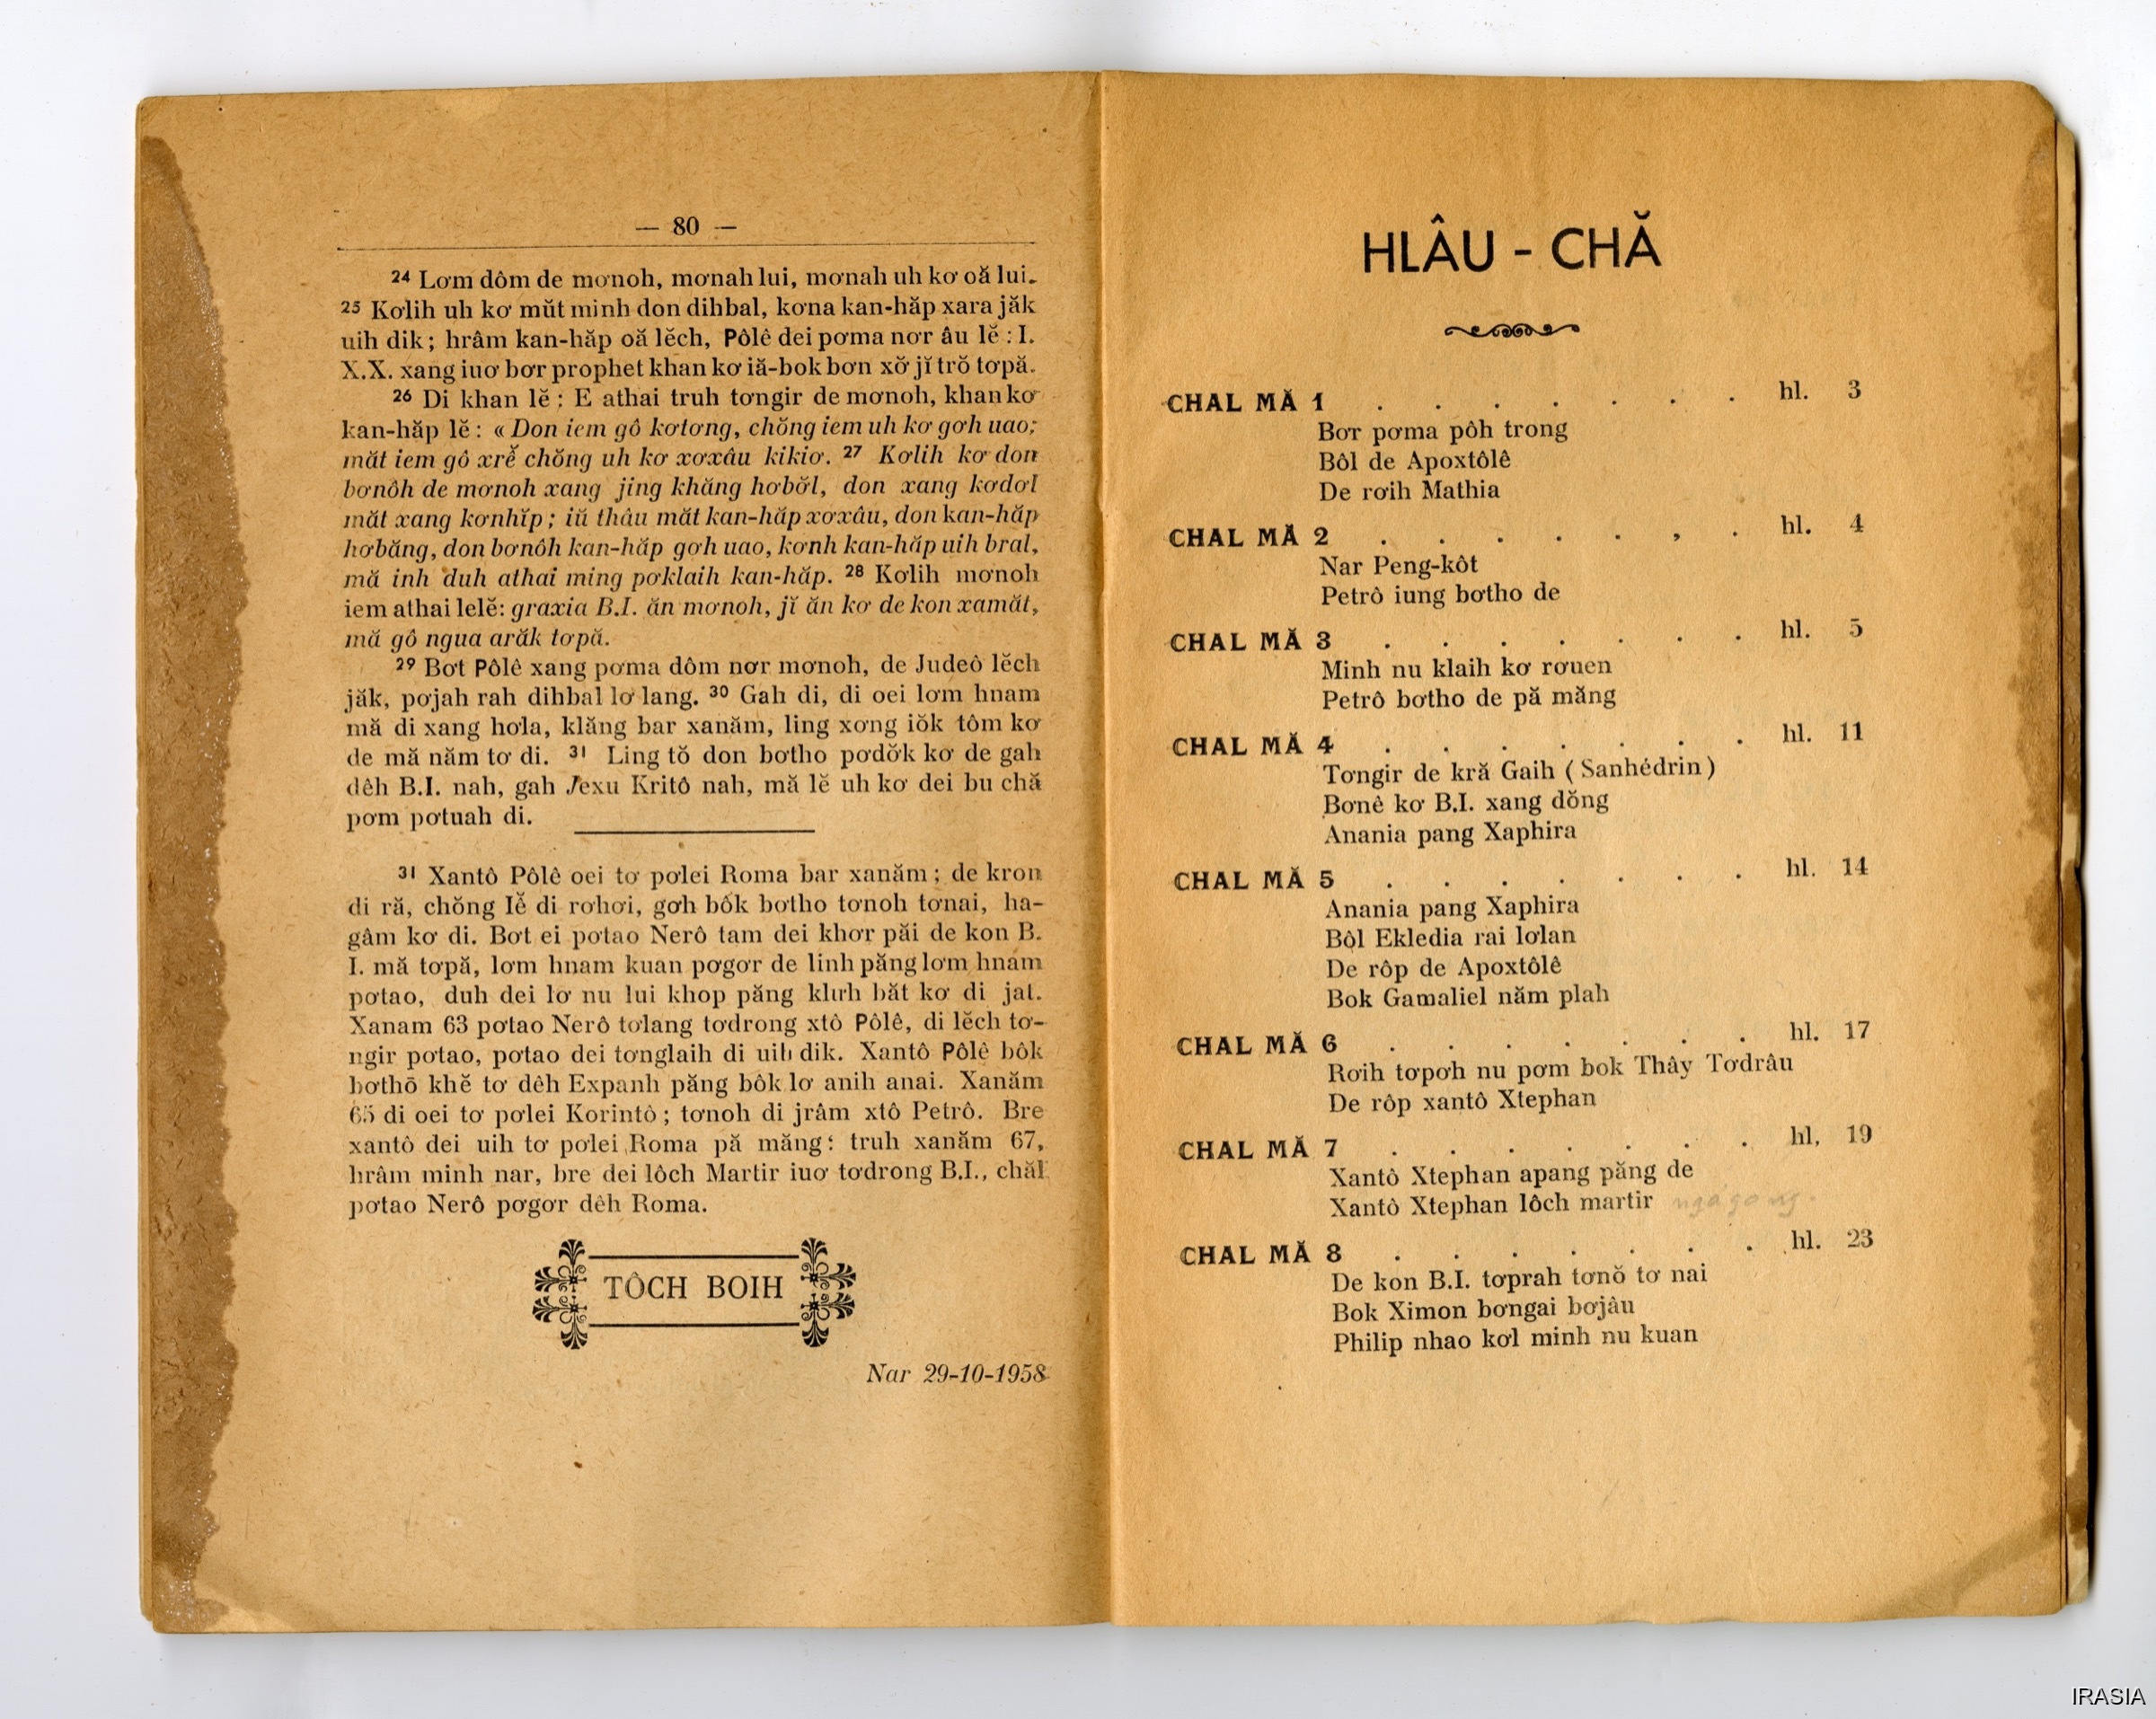 — 80 —
24 Lơm dôm de mơnoh, mơnah lui, mơnah uh kơ oă lui.
25 Kơlih uh kơ mŭt minh don dihbal, kơna kan-hăp xara jăk
uih dik; hrâm kan-hăp oă lĕch, Pôlê dei pơma nơr âu lĕ : I.
X.X. xang iuơ bơr prophet khan kơ iă-bok bơn xơ̆ jĭ trŏ tơpă.
26 Di khan lĕ : E athai truh tơngir de mơnoh, khan kơ
kan-hăp lĕ : « Don iem gô kơtơng, chŏng iem uh kơ gơh uao;
măt iem gô xrĕ̂ chŏng uh kơ xơxâu kikiơ. 27 Kơlih kơ don
bơnôh de mơnoh xang jing khăng hơbơ̆l, don xang kơdơl
măt xang kơnhĭp ; iŭ thâu măt kan-hăp xơxâu, don kan-hăp
hơbăng, don bơnôh kan-hăp gơh uao, kơnh kan-hăp uih bral,
mă inh duh athai ming pơklaih kan-hăp. 28 Kơlih mơnoh
iem athai lelĕ: graxia B.I. ăn mơnoh, jĭ ăn kơ de kon xamăt,
mă gô ngua arăk tơpă.
29 Bơt Pôlê xang pơma dôm nơr mơnoh, de Judeô lĕch
jăk, pơjah rah dihbal lơ lang. 30 Gah di, di oei lơm hnam
mă di xang hơla, klăng bar xanăm, ling xơng iŏk tôm kơ
de mă năm tơ di. 31 Ling tŏ don bơtho pơdơ̆k kơ de gah
dêh B.I. nah, gah Jexu Kritô nah, mă lĕ uh kơ dei bu chă
pơm pơtuah di.
31 Xantô Pôlê oei tơ pơlei Roma bar xanăm ; de kron
di ră, chŏng lĕ̂ di rơhơi, gơh bôk bơtho tơnoh tơnai, ha-
gâm kơ di. Bơt ei pơtao Nerô tam dei khơr păi de kon B.
I. mă tơpă, lơm hnam kuan pơgơr de linh păng lơm hnam
pơtao, duh dei lơ nu lui khop păng klưh băt kơ di jat.
Xanam 63 pơtao Nerô tơlang tơdrong xtô Pôlê, di lĕch tơ-
ngir pơtao, pơtao dei tơnglaih di uih dik. Xantô Pôlê bôk
bơthō khĕ tơ dêh Expanh păng bôk lơ anih anai. Xanăm
65 di oei tơ pơlei Korintô ; tơnoh di jrâm xtô Petrô. Bre
xantô dei uih tơ pơlei Roma pă măng : truh xanăm 67,
hrâm minh nar, bre dei lôch Martir iuơ tơdrong B.I., chăl
pơtao Nerô pơgơr dêh Roma.
TÔCH BOIH
Nar 29-10-1958
HLÂU - CHĂ
CHAL MĂ 1 . . . . . . . hl. 3
Bơr pơma pôh trong
Bôl de Apoxtôlê
De rơih Mathia
CHAL MĂ 2 . . . . . , . hl. 4
Nar Peng-kôt
Petrô iung bơtho de
CHAL MĂ 3 . . . . . . . hl. 5
Minh nu klaih kơ rơuen
Petrô bơtho de pă măng
CHAL MĂ 4 . . . . . . . hl. 11
Tơngir de kră Gaih ( Sanhédrin )
Bơnê kơ B.I. xang dŏng
Anania pang Xaphira
CHAL MĂ 5 . . . . . . . hl. 14
Anania pang Xaphira
Bôl Ekledia rai lơlan
De rôp de Apoxtôlê
Bok Gamaliel năm plah
CHAL MĂ 6 . . . . . . . hl. 17
Rơih tơpơh nu pơm bok Thây Tơdrâu
De rôp xantô Xtephan
CHAL MĂ 7 . . . . . . . hl, 19
Xantô Xtephan apang păng de
Xantô Xtephan lôch martir
CHAL MĂ 8 . . . . . . . hl. 23
De kon B.I. tơprah tơnŏ tơ nai
Bok Ximon bơngai bơjâu
Philip nhao kơl minh nu kuan
IRASIA